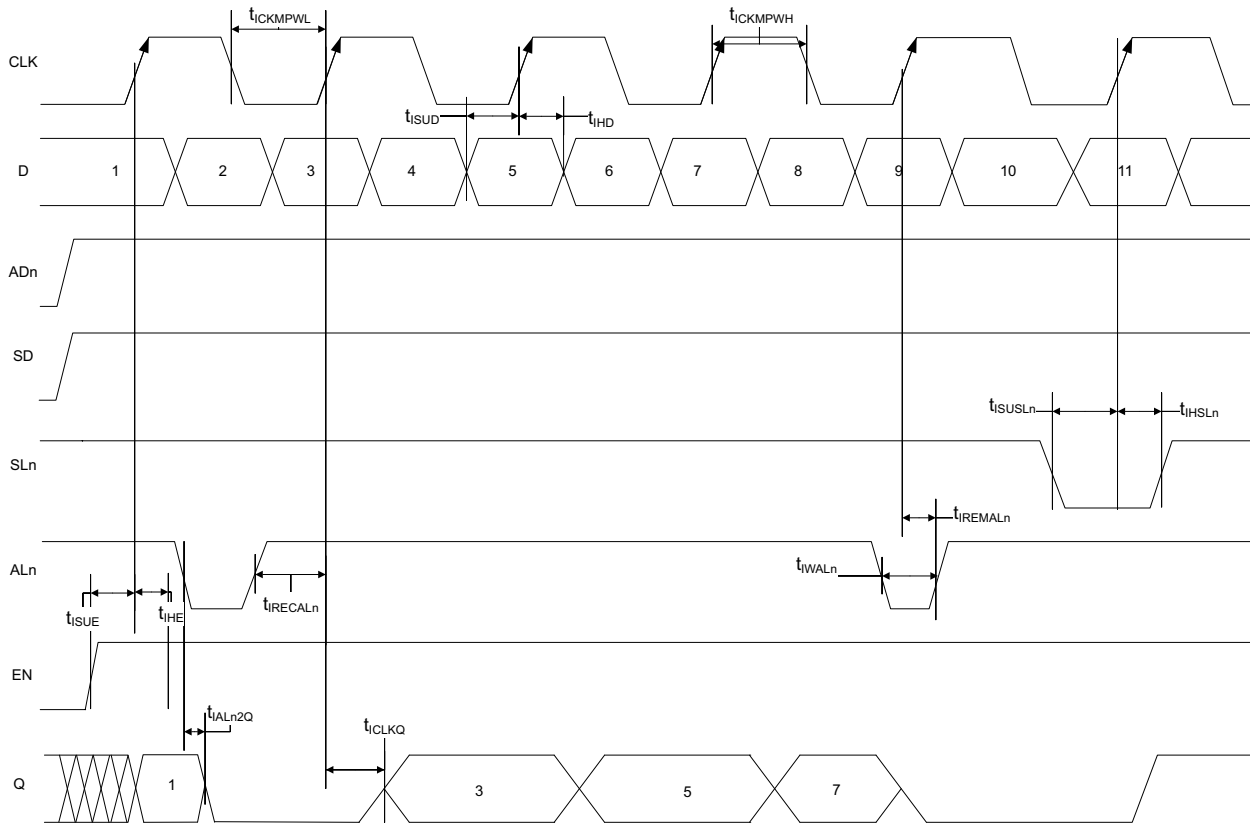 tICKMPWL
tICKMPWH
CLK
tISUD
tIHD
D
1
2
3
4
5
6
7
8
9
10
11
ADn
SD
tISUSLn
tIHSLn
SLn
tIREMALn
ALn
tIWALn
tIRECALn
tISUE
tIHE
EN
tIALn2Q
tICLKQ
Q
1
3
5
7